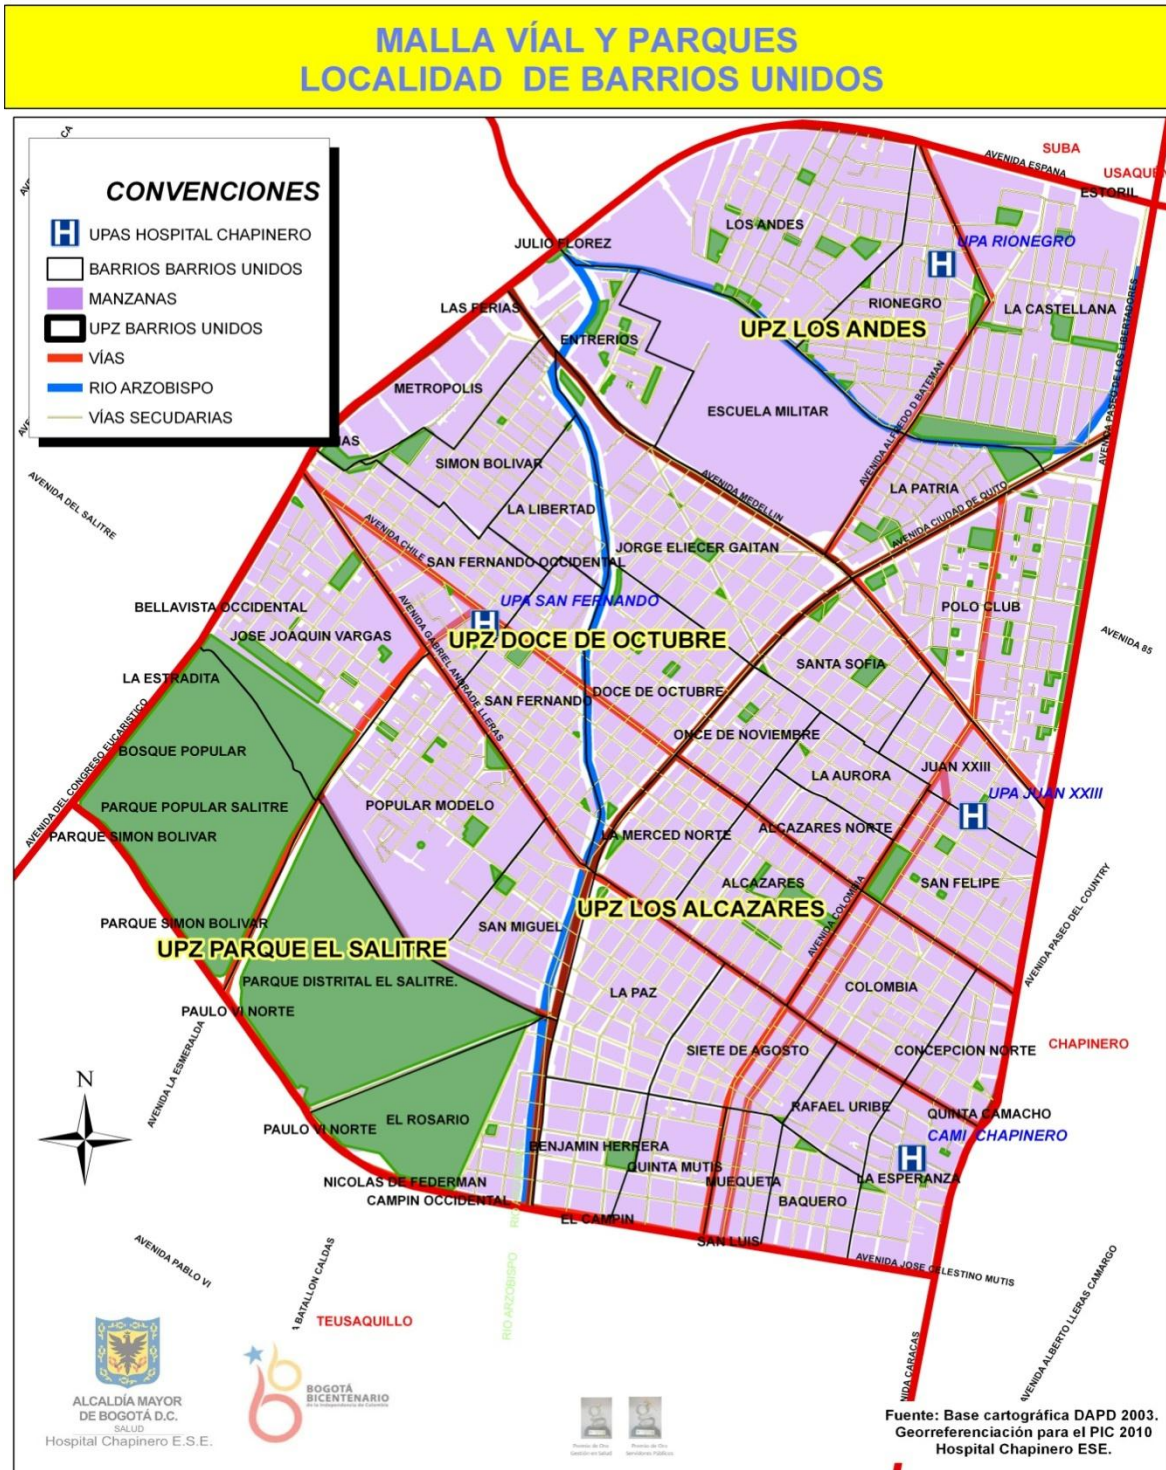 MALLA VÍAL Y PARQUES
LOCALIDAD DE BARRIOS UNIDOS
CONVENCIONES
UPAS HOSPITAL CHAPINERO
BARRIOS BARRIOS UNIDOS
MANZANAS
UPZ BARRIOS UNIDOS
VÍAS
RIO ARZOBISPO
VÍAS SECUDARIAS
SUBA
AVENIDA ESPAÑA
USAQUEN
ESTORIL
LOS ANDES
UPA RIONEGRO
JULIO FLOREZ
RIONEGRO
LA CASTELLANA
LAS FERIAS
UPZ LOS ANDES
ENTRERIOS
AVENIDA PASEO DE LOS LIBERTADORES
METROPOLIS
ESCUELA MILITAR
AVENIDA ALFREDO D BATEMAN
SIMON BOLIVAR
AVENIDA DEL SALITRE
AVENIDA MEDELLIN
LA PATRIA
LA LIBERTAD
AVENIDA CIUDAD DE QUITO
AVENIDA CHILE
JORGE ELIECER GAITAN
SAN FERNANDO OCCIDENTAL
UPA SAN FERNANDO
BELLAVISTA OCCIDENTAL
POLO CLUB
JOSE JOAQUIN VARGAS
AVENIDA GABRIEL ANDRADE LLERAS
UPZ DOCE DE OCTUBRE
AVENIDA 85
SANTA SOFIA
LA ESTRADITA
SAN FERNANDO
DOCE DE OCTUBRE
ONCE DE NOVIEMBRE
BOSQUE POPULAR
AVENIDA DEL CONGRESO EUCARISTICO
JUAN XXIII
LA AURORA
UPA JUAN XXIII
PARQUE POPULAR SALITRE
POPULAR MODELO
PARQUE SIMON BOLIVAR
LA MERCED NORTE
ALCAZARES NORTE
ALCAZARES
SAN FELIPE
UPZ LOS ALCAZARES
AVENIDA COLOMBIA
AVENIDA PASEO DEL COUNTRY
PARQUE SIMON BOLIVAR
SAN MIGUEL
UPZ PARQUE EL SALITRE
PARQUE DISTRITAL EL SALITRE.
LA PAZ
COLOMBIA
PAULO VI NORTE
AVENIDA LA ESMERALDA
SIETE DE AGOSTO
CONCEPCION NORTE
CHAPINERO
N
RAFAEL URIBE
QUINTA CAMACHO
EL ROSARIO
PAULO VI NORTE
CAMI CHAPINERO
BENJAMIN HERRERA
QUINTA MUTIS
NICOLAS DE FEDERMAN
MUEQUETA
LA ESPERANZA
CAMPIN OCCIDENTAL
BAQUERO
EL CAMPIN
SAN LUIS
AVENIDA PABLO VI
AVENIDA JOSE CELESTINO MUTIS
RIO ARZOBISPO
BATALLON CALDAS
TEUSAQUILLO
AVENIDA ALBERTO LLERAS CAMARGO
NIDA CARACAS
ALCALDÍA MAYOR
DE BOGOTÁ D.C.
SALUD
Hospital Chapinero E.S.E.
BOGOTÁ
BICENTENARIO
Fuente: Base cartográfica DAPD 2003.
Georreferenciación para el PIC 2010
Hospital Chapinero ESE.